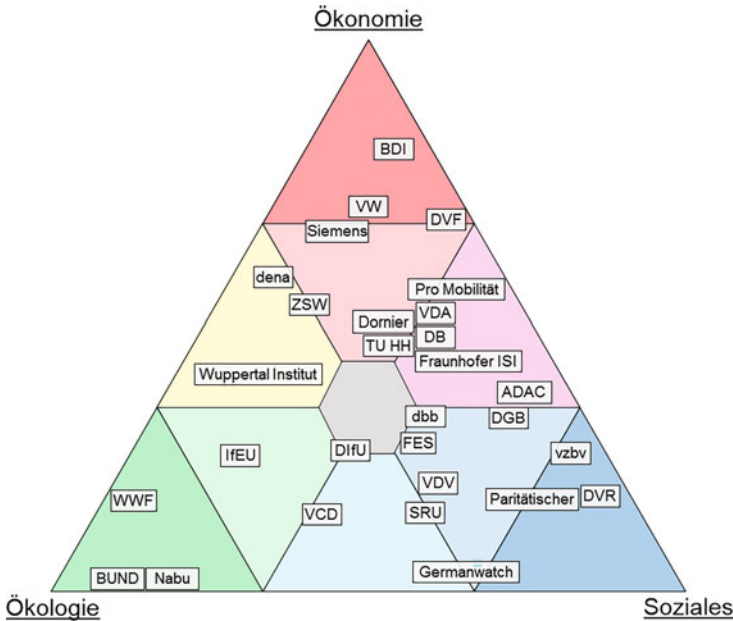 Ökonomie
BDI
VW
DVF
Siemens
dena
Pro Mobilität
ZSW
VDA
Dornier
DB
TU HH
Fraunhofer ISI
Wuppertal Institut
ADAC
dbb
DGB
FES
DIfU
IfEU
vzbv
VDV
WWF
Paritätischer
DVR
VCD
SRU
Germanwatch
BUND
Nabu
Ökologie
Soziales